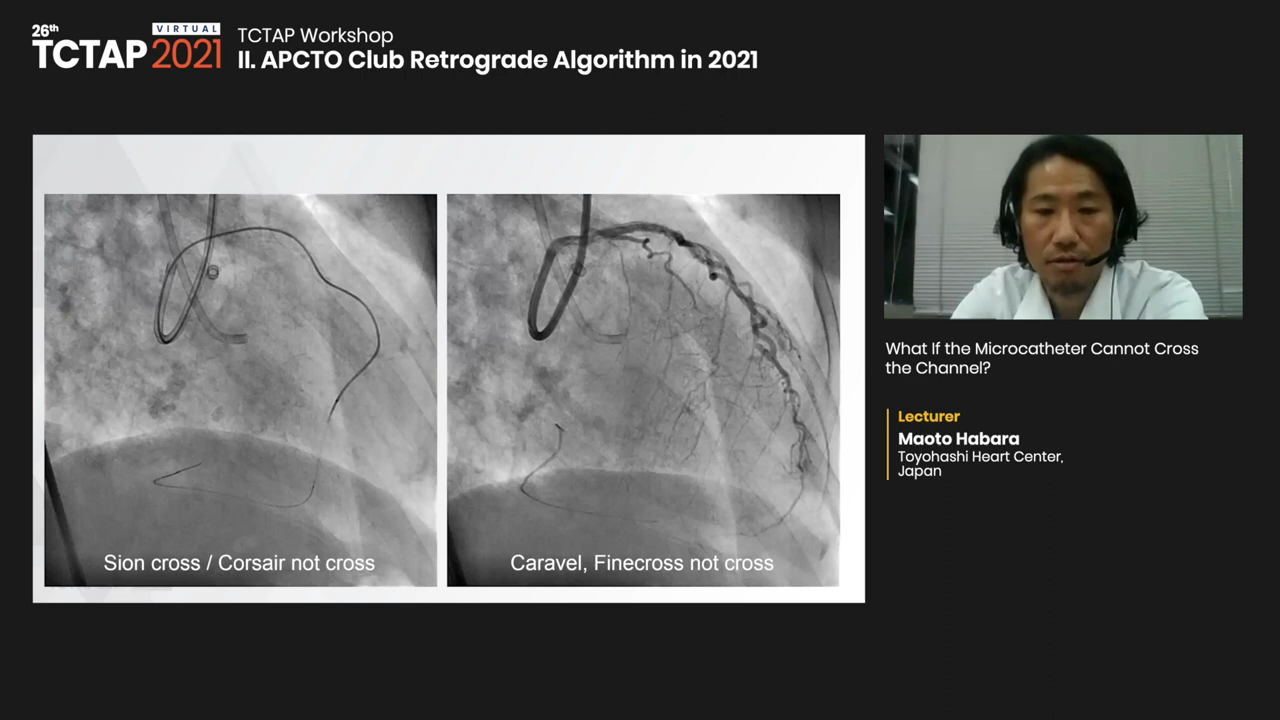 26th
VIRTUAL
TCTAP 2021
TCTAP Workshop
II. APCTO Club Retrograde Algorithm in 2021
Sion cross / Corsair not cross
Caravel, Finecross not cross
What If the Microcatheter Cannot Cross
the Channel?
Lecturer
Maoto Habara
Toyohashi Heart Center,
Japan